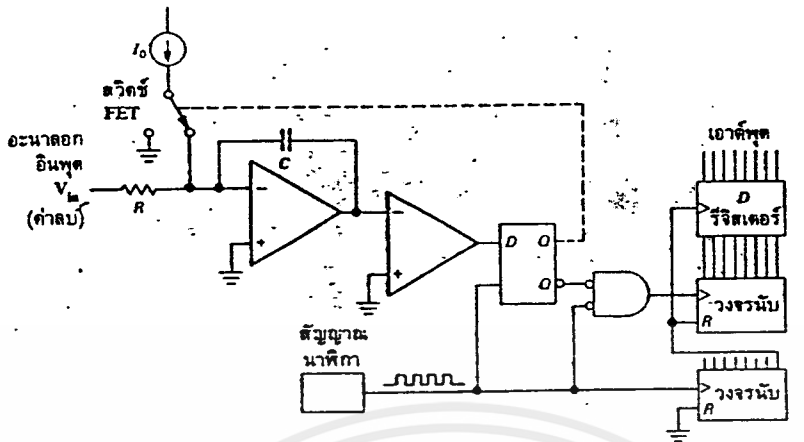 I₀
สวิตช์
FET
อะนาลอก
อินพุต
V_in
(ค่าลบ)
R
C
−
+
−
+
D
Q
Q
สัญญาณ
นาฬิกา
เอาต์พุต
D
รีจิสเตอร์
วงจรนับ
R
วงจรนับ
R